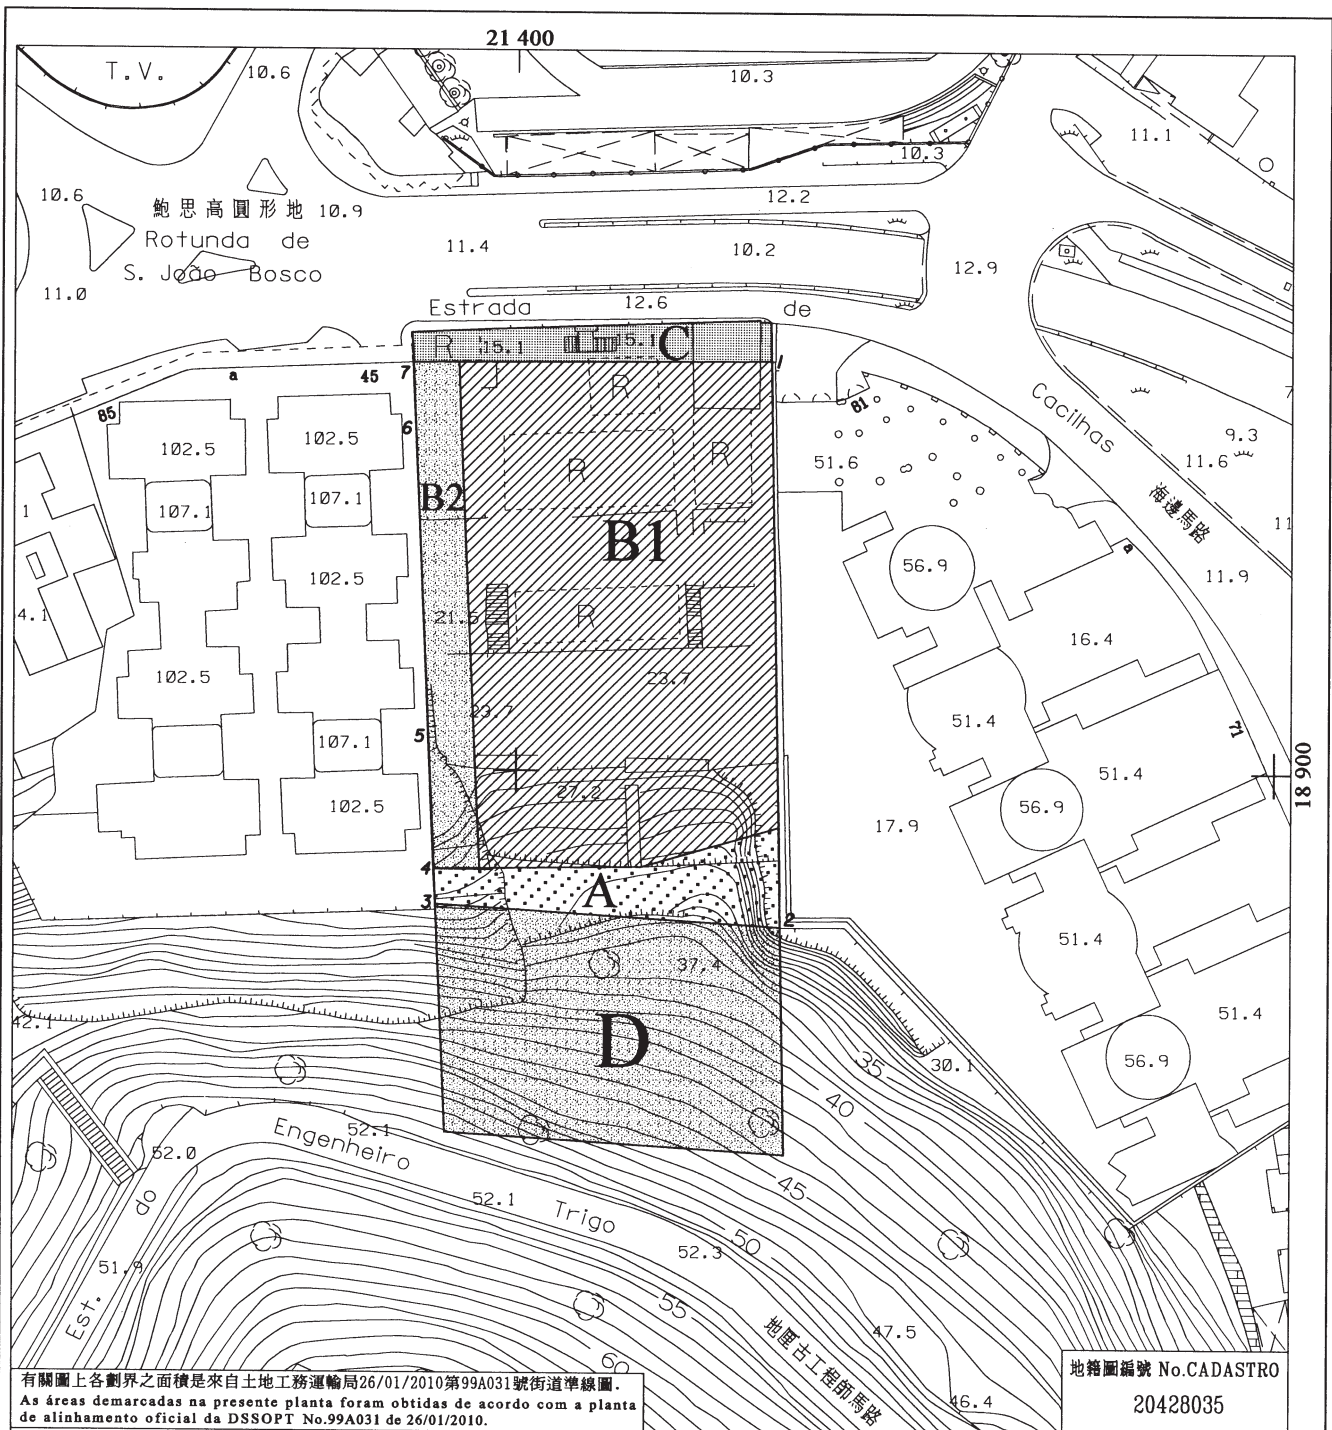 21 400
T.V.
10.6
10.3
11.1
10.3
10.6
鮑思高圓形地 10.9
12.2
Rotunda de
11.4
10.2
S. João Bosco
12.9
11.0
Estrada de
12.6
R
15.1
15.1
C
1
a
45
7
R
85
81
Cacilhas
海邊馬路
9.3
11.6
102.5
102.5
6
R
R
51.6
107.1
107.1
B2
B1
11
1
102.5
56.9
a
11.9
4.1
21.5
R
16.4
102.5
23.7
23.7
51.4
71
107.1
5
51.4
18 900
102.5
27.2
56.9
17.9
4
3
A
2
51.4
37.4
51.4
42.1
D
35
30.1
56.9
40
52.1
Engenheiro
52.0
45
do
52.1
Trigo
50
52.3
51.9
Est.
55
47.5
60
地厘古工程師馬路
46.4
有關圖上各劃界之面積是來自土地工務運輸局26/01/2010第99A031號街道準線圖.
As áreas demarcadas na presente planta foram obtidas de acordo com a planta
de alinhamento oficial da DSSOPT No.99A031 de 26/01/2010.
地籍圖編號 No.CADASTRO
20428035